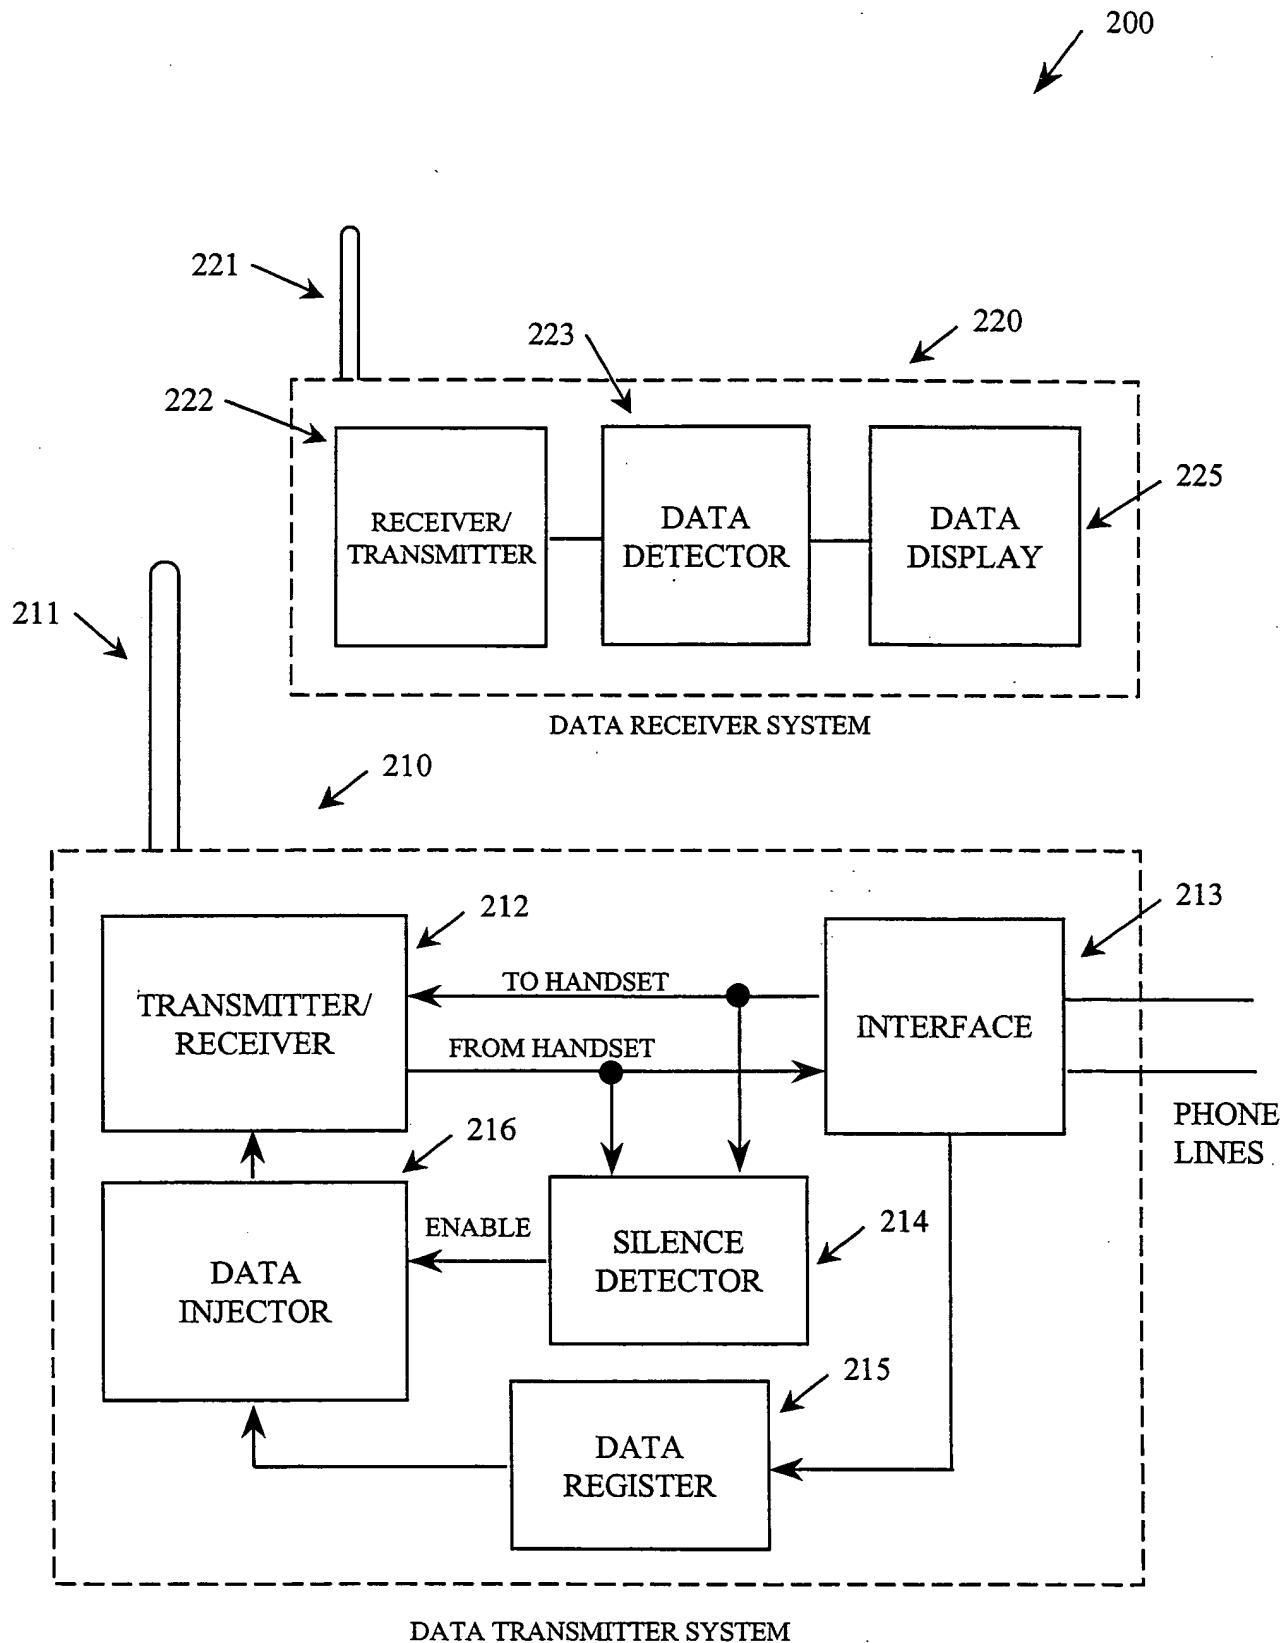 200
221
223
220
222
225
RECEIVER/
TRANSMITTER
DATA
DETECTOR
DATA
DISPLAY
211
DATA RECEIVER SYSTEM
210
212
213
TO HANDSET
TRANSMITTER/
RECEIVER
INTERFACE
FROM HANDSET
PHONE
LINES
216
214
ENABLE
SILENCE
DETECTOR
DATA
INJECTOR
215
DATA
REGISTER
DATA TRANSMITTER SYSTEM